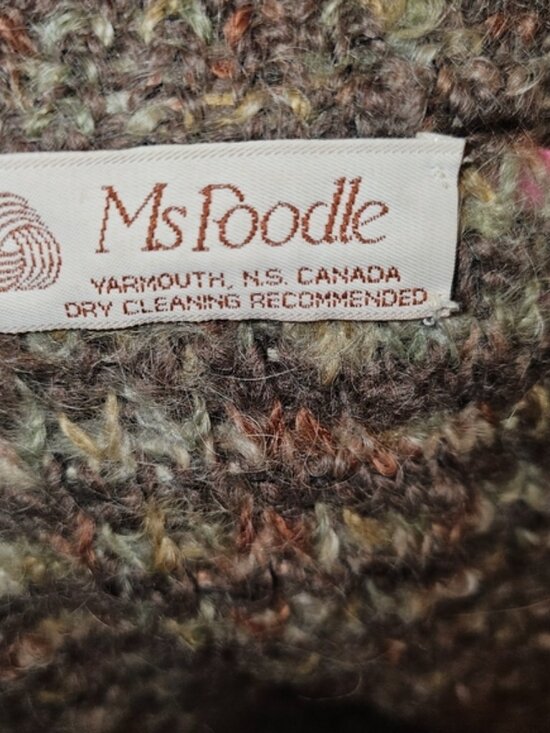 Ms Poodle
YARMOUTH, N.S. CANADA
DRY CLEANING RECOMMENDED